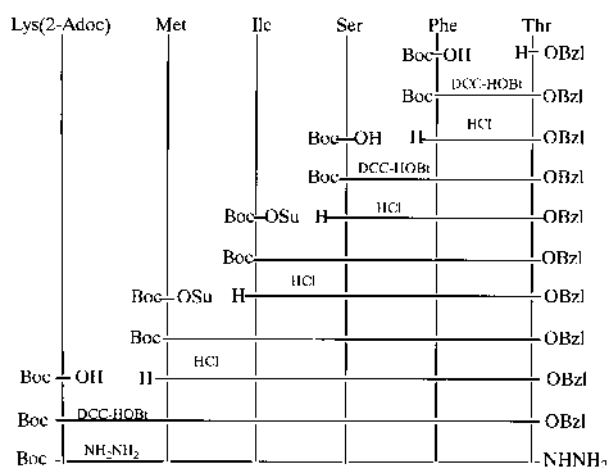 Lys(2-Adoc) Met Ile Ser Phe Thr
Boc OH H OBzl
Boc DCC-HOBt OBzl
Boc OH H HCl OBzl
Boc DCC-HOBt OBzl
Boc OSu H HCl OBzl
Boc OBzl
Boc OSu H HCl OBzl
Boc OBzl
Boc OH H HCl OBzl
Boc DCC-HOBt OBzl
Boc NH2NH2 NHNH2